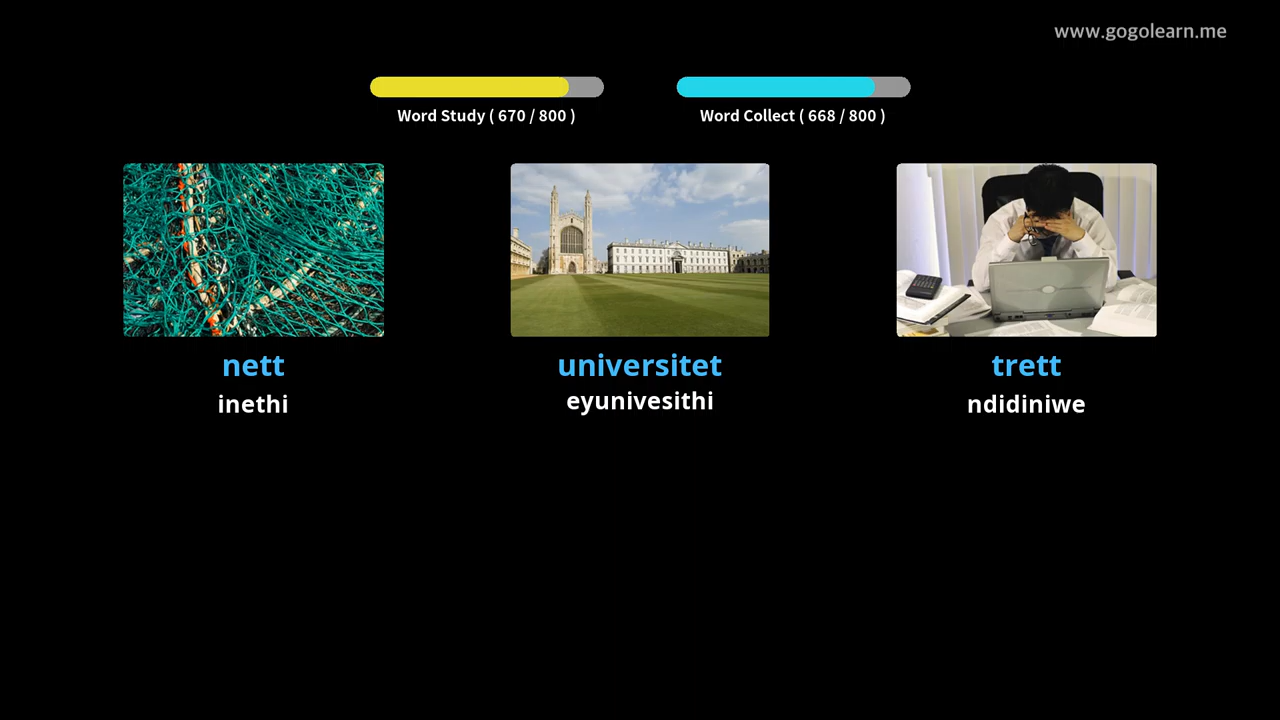 www.gogolearn.me
Word Study ( 670 / 800 )
Word Collect ( 668 / 800 )
nett
inethi
universitet
eyunivesithi
trett
ndidiniwe